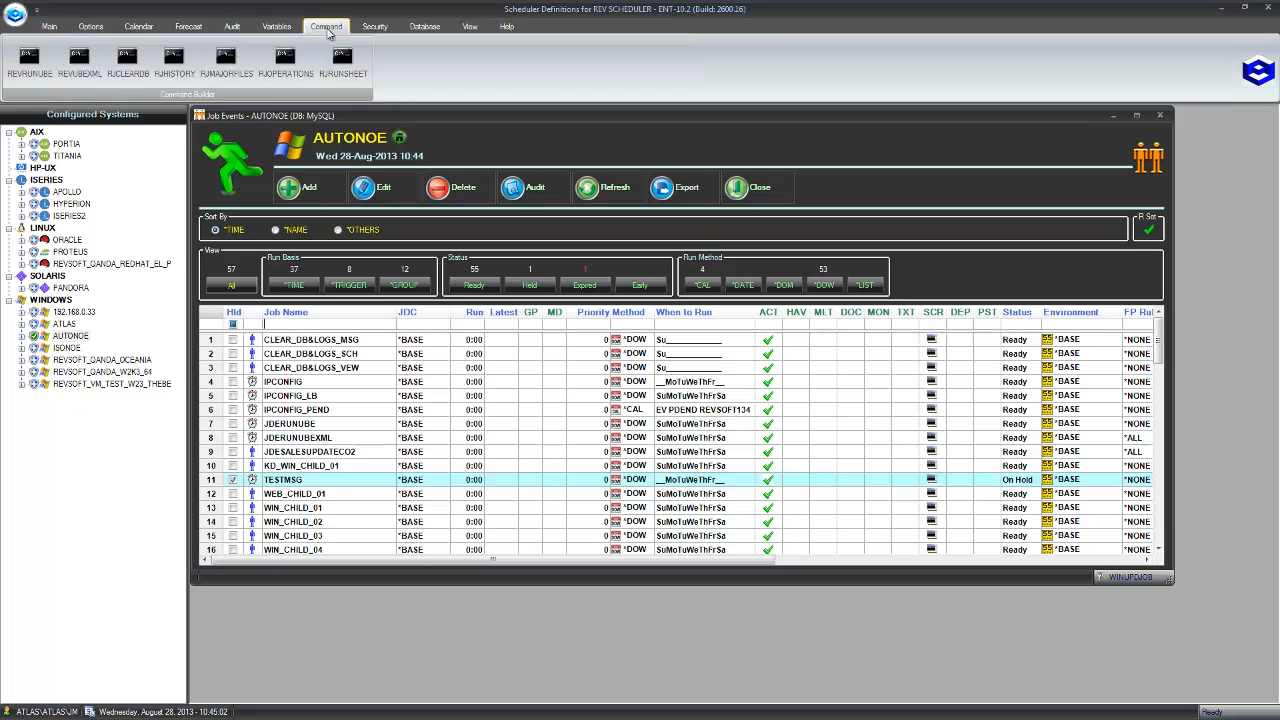 Scheduler Definitions for REV SCHEDULER - ENT-10.2 (Build: 2600.16)
Main Options Calendar Forecast Audit Variables Command Security Database View Help
REVRUNUBE REVUBEXML RJCLEARDB RJHISTORY RJMAJORFILES RJOPERATIONS RJRUNSHEET
Command Builder
Configured Systems
AIX
PORTIA
TITANIA
HP-UX
ISERIES
APOLLO
HYPERION
ISERIES2
LINUX
ORACLE
PROTEUS
REVSOFT_QANDA_REDHAT_EL_P
SOLARIS
PANDORA
WINDOWS
192.168.0.33
ATLAS
AUTONOE
ISONOE
REVSOFT_QANDA_OCEANIA
REVSOFT_QANDA_W2K3_64
REVSOFT_VM_TEST_W23_THEBE
Job Events - AUTONOE (DB: MySQL)
AUTONOE
Wed 28-Aug-2013 10:44
Add Edit Delete Audit Refresh Export Close
Sort By
*TIME *NAME *OTHERS
R Set
View
57
All
Run Basis
37 8 12
*TIME *TRIGGER *GROUP
Status
55 1 1
Ready Held Expired Early
Run Method
4 53
*CAL *DATE *DOM *DOW *LIST
Hld Job Name JDC Run Latest GP MD Priority Method When to Run ACT HAV MLT DOC MON TXT SCR DEP PST Status Environment FP Rul
1 CLEAR_DB&LOGS_MSG *BASE 0:00 0 *DOW Su____________ Ready *BASE *NONE
2 CLEAR_DB&LOGS_SCH *BASE 0:00 0 *DOW Su____________ Ready *BASE *NONE
3 CLEAR_DB&LOGS_VEW *BASE 0:00 0 *DOW Su____________ Ready *BASE *NONE
4 IPCONFIG *BASE 0:00 0 *DOW __MoTuWeThFr__ Ready *BASE *NONE
5 IPCONFIG_LB *BASE 0:00 0 *DOW SuMoTuWeThFrSa Ready *BASE *NONE
6 IPCONFIG_PEND *BASE 0:00 0 *CAL EV PDEND REVSOFT134 Ready *BASE *NONE
7 JDERUNUBE *BASE 0:00 0 *DOW SuMoTuWeThFrSa Ready *BASE *NONE
8 JDERUNUBEXML *BASE 0:00 0 *DOW SuMoTuWeThFrSa Ready *BASE *ALL
9 JDESALESUPDATECO2 *BASE 0:00 0 *DOW SuMoTuWeThFrSa Ready *BASE *ALL
10 KD_WIN_CHILD_01 *BASE 0:00 0 *DOW SuMoTuWeThFrSa Ready *BASE *NONE
11 TESTMSG *BASE 0:00 0 *DOW __MoTuWeThFr__ On Hold *BASE *NONE
12 WEB_CHILD_01 *BASE 0:00 0 *DOW SuMoTuWeThFrSa Ready *BASE *NONE
13 WIN_CHILD_01 *BASE 0:00 0 *DOW SuMoTuWeThFrSa Ready *BASE *NONE
14 WIN_CHILD_02 *BASE 0:00 0 *DOW SuMoTuWeThFrSa Ready *BASE *NONE
15 WIN_CHILD_03 *BASE 0:00 0 *DOW SuMoTuWeThFrSa Ready *BASE *NONE
16 WIN_CHILD_04 *BASE 0:00 0 *DOW SuMoTuWeThFrSa Ready *BASE *NONE
WINUPDJOB
ATLAS\ATLAS\JM Wednesday, August 28, 2013 - 10:45:02 Ready